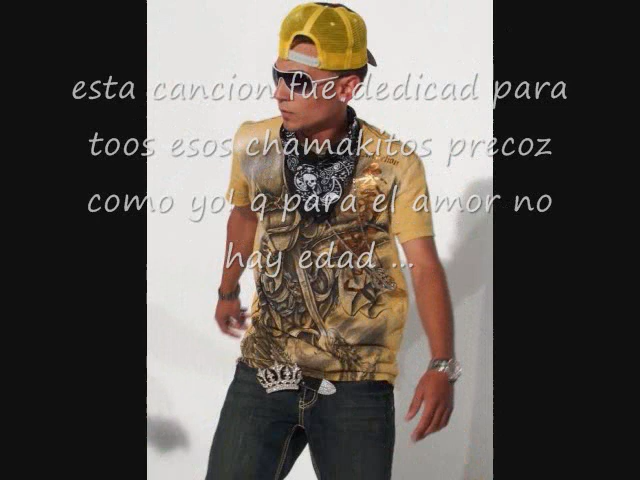 esta cancion fue dedicad para
toos esos chamakitos precoz
como yo! q para el amor no
hay edad ...